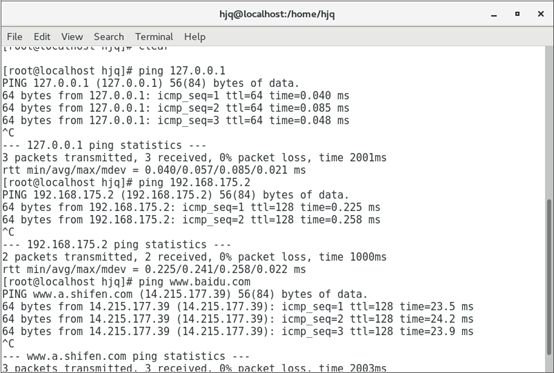 hjq@localhost:/home/hjq
File Edit View Search Terminal Help
[root@localhost hjq]# clear
[root@localhost hjq]# ping 127.0.0.1
PING 127.0.0.1 (127.0.0.1) 56(84) bytes of data.
64 bytes from 127.0.0.1: icmp_seq=1 ttl=64 time=0.040 ms
64 bytes from 127.0.0.1: icmp_seq=2 ttl=64 time=0.085 ms
64 bytes from 127.0.0.1: icmp_seq=3 ttl=64 time=0.048 ms
^C
--- 127.0.0.1 ping statistics ---
3 packets transmitted, 3 received, 0% packet loss, time 2001ms
rtt min/avg/max/mdev = 0.040/0.057/0.085/0.021 ms
[root@localhost hjq]# ping 192.168.175.2
PING 192.168.175.2 (192.168.175.2) 56(84) bytes of data.
64 bytes from 192.168.175.2: icmp_seq=1 ttl=128 time=0.225 ms
64 bytes from 192.168.175.2: icmp_seq=2 ttl=128 time=0.258 ms
^C
--- 192.168.175.2 ping statistics ---
2 packets transmitted, 2 received, 0% packet loss, time 1000ms
rtt min/avg/max/mdev = 0.225/0.241/0.258/0.022 ms
[root@localhost hjq]# ping www.baidu.com
PING www.a.shifen.com (14.215.177.39) 56(84) bytes of data.
64 bytes from 14.215.177.39 (14.215.177.39): icmp_seq=1 ttl=128 time=23.5 ms
64 bytes from 14.215.177.39 (14.215.177.39): icmp_seq=2 ttl=128 time=24.2 ms
64 bytes from 14.215.177.39 (14.215.177.39): icmp_seq=3 ttl=128 time=23.9 ms
^C
--- www.a.shifen.com ping statistics ---
3 packets transmitted, 3 received, 0% packet loss, time 2003ms